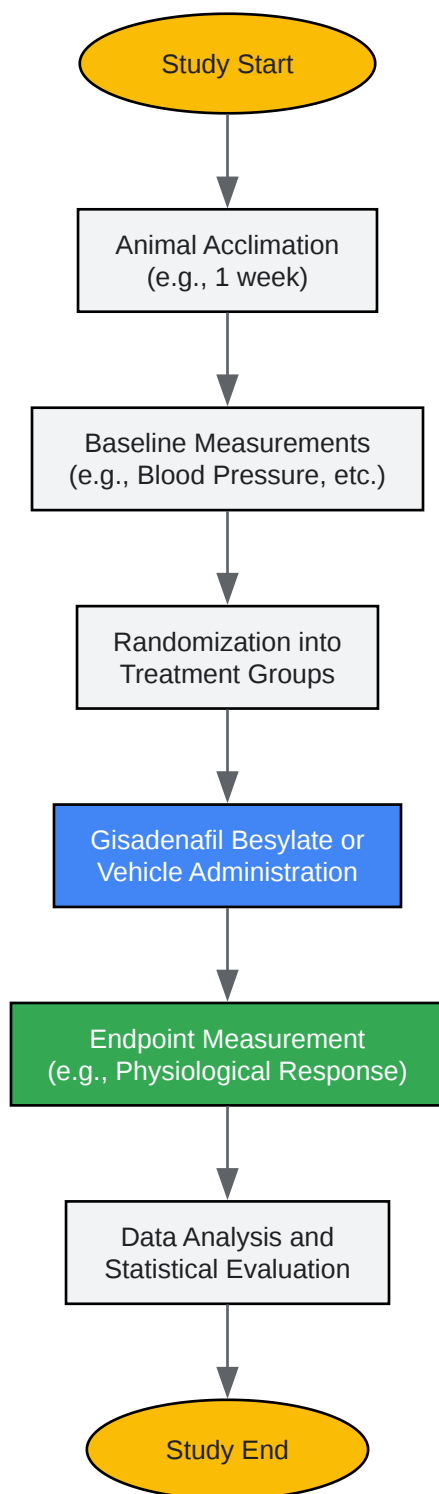 Study Start
Animal Acclimation
(e.g., 1 week)
Baseline Measurements
(e.g., Blood Pressure, etc.)
Randomization into
Treatment Groups
Gisadenafil Besylate or
Vehicle Administration
Endpoint Measurement
(e.g., Physiological Response)
Data Analysis and
Statistical Evaluation
Study End